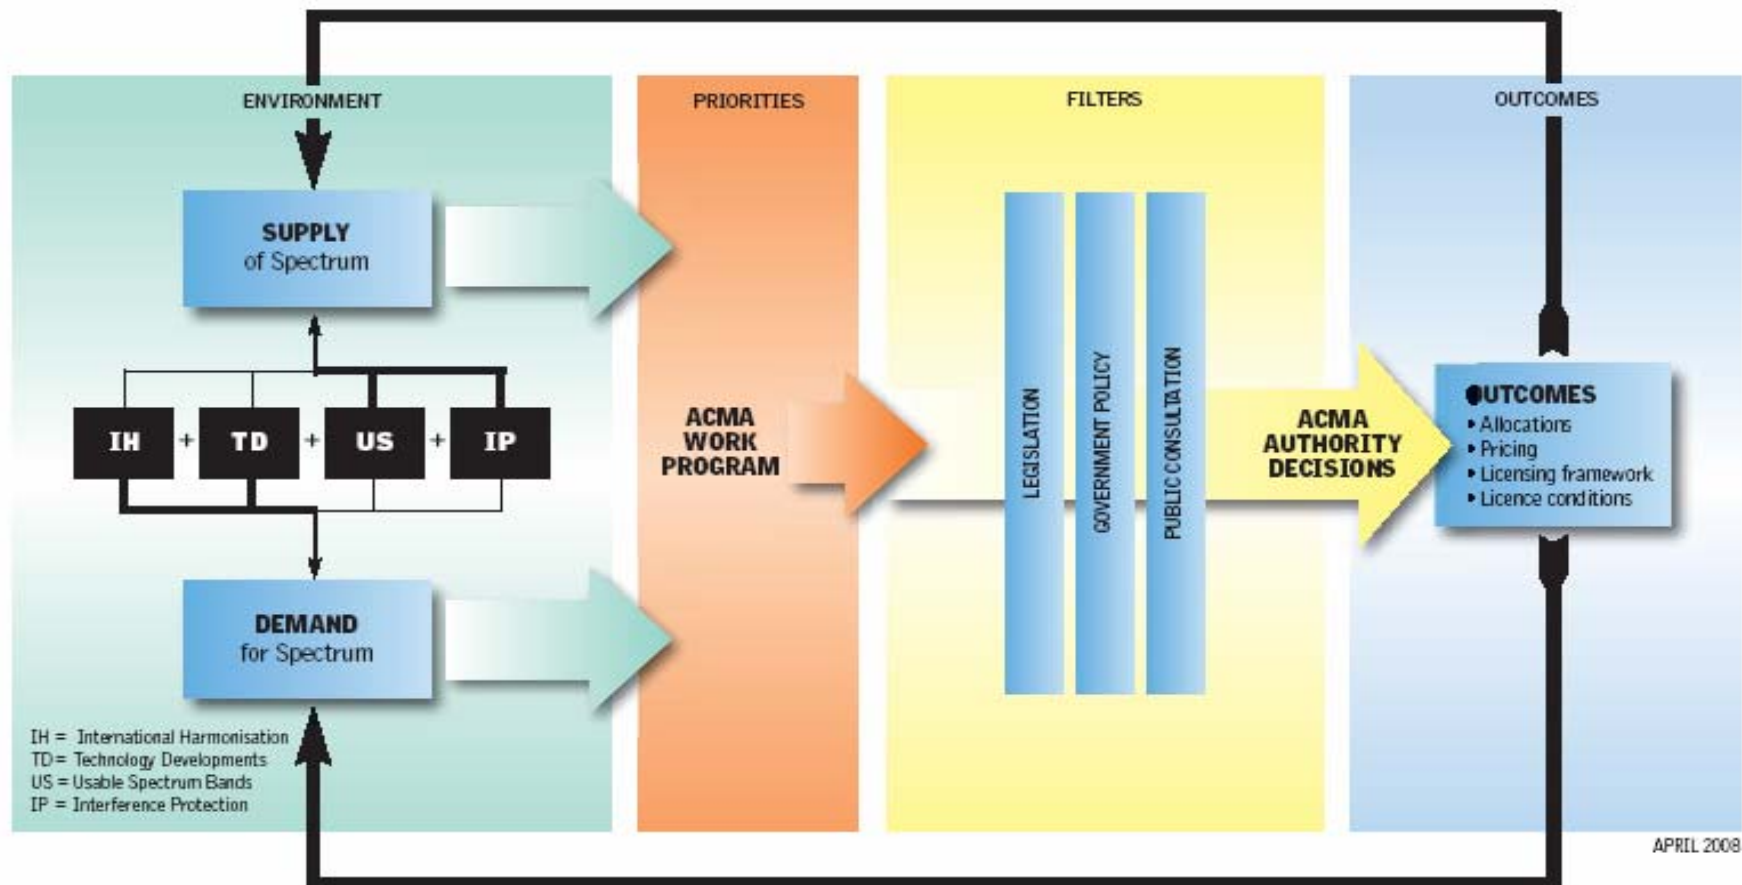 ENVIRONMENT
PRIORITIES
FILTERS
OUTCOMES
SUPPLY
of Spectrum
IH + TD + US + IP
DEMAND
for Spectrum
IH = International Harmonisation
TD = Technology Developments
US = Usable Spectrum Bands
IP = Interference Protection
ACMA
WORK
PROGRAM
LEGISLATION
GOVERNMENT POLICY
PUBLIC CONSULTATION
ACMA
AUTHORITY
DECISIONS
OUTCOMES
• Allocations
• Pricing
• Licensing framework
• Licence conditions
APRIL 2008